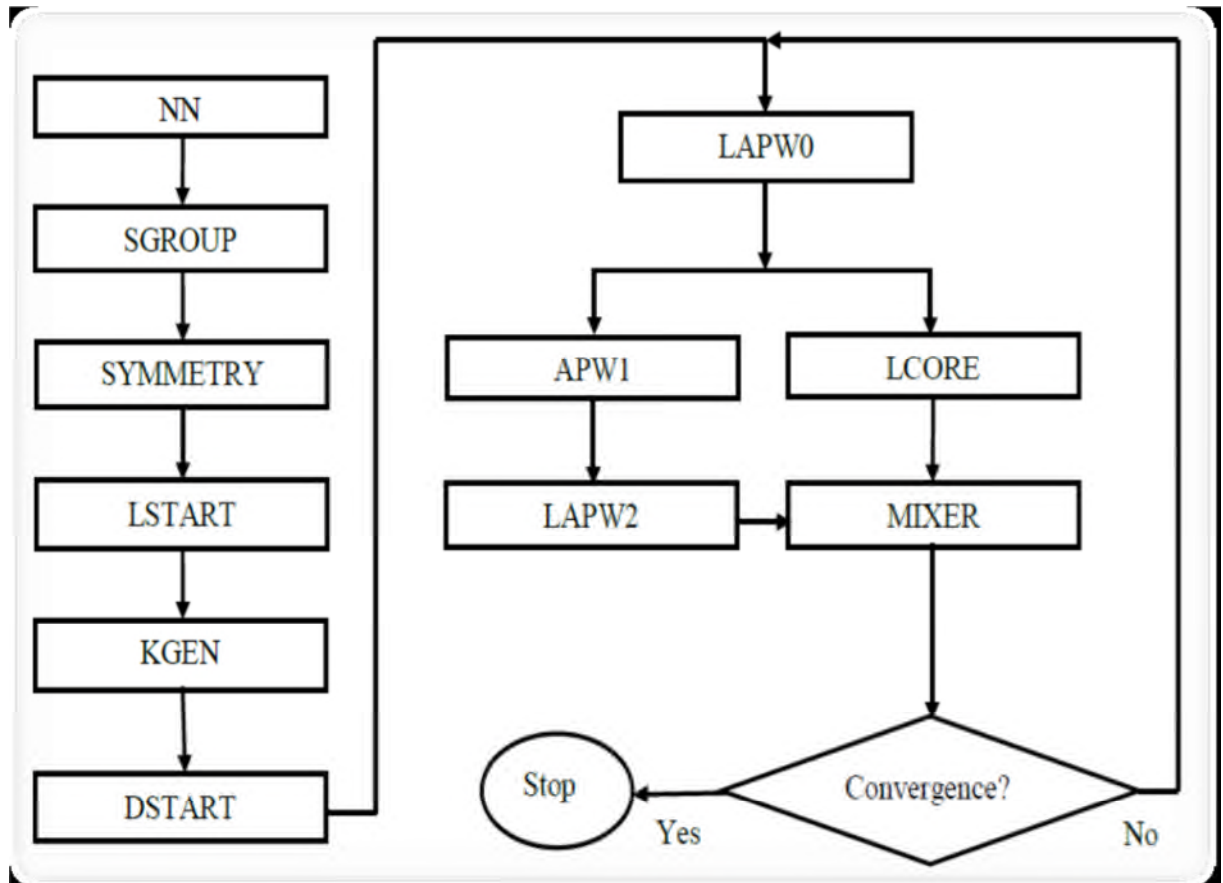 NN
SGROUP
SYMMETRY
LSTART
KGEN
DSTART
LAPW0
APW1
LCORE
LAPW2
MIXER
Convergence?
Stop
Yes
No